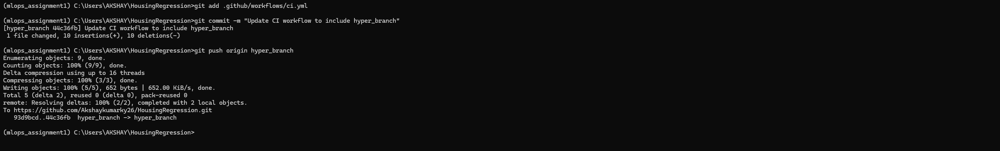 (mlops_assignment1) C:\Users\AKSHAY\HousingRegression>git add .github/workflows/ci.yml
(mlops_assignment1) C:\Users\AKSHAY\HousingRegression>git commit -m "Update CI workflow to include hyper_branch"
[hyper_branch 44c36fb] Update CI workflow to include hyper_branch
 1 file changed, 10 insertions(+), 10 deletions(-)
(mlops_assignment1) C:\Users\AKSHAY\HousingRegression>git push origin hyper_branch
Enumerating objects: 9, done.
Counting objects: 100% (9/9), done.
Delta compression using up to 16 threads
Compressing objects: 100% (3/3), done.
Writing objects: 100% (5/5), 652 bytes | 652.00 KiB/s, done.
Total 5 (delta 2), reused 0 (delta 0), pack-reused 0
remote: Resolving deltas: 100% (2/2), completed with 2 local objects.
To https://github.com/Akshaykumarky26/HousingRegression.git
   93d9bcd..44c36fb  hyper_branch -> hyper_branch
(mlops_assignment1) C:\Users\AKSHAY\HousingRegression>